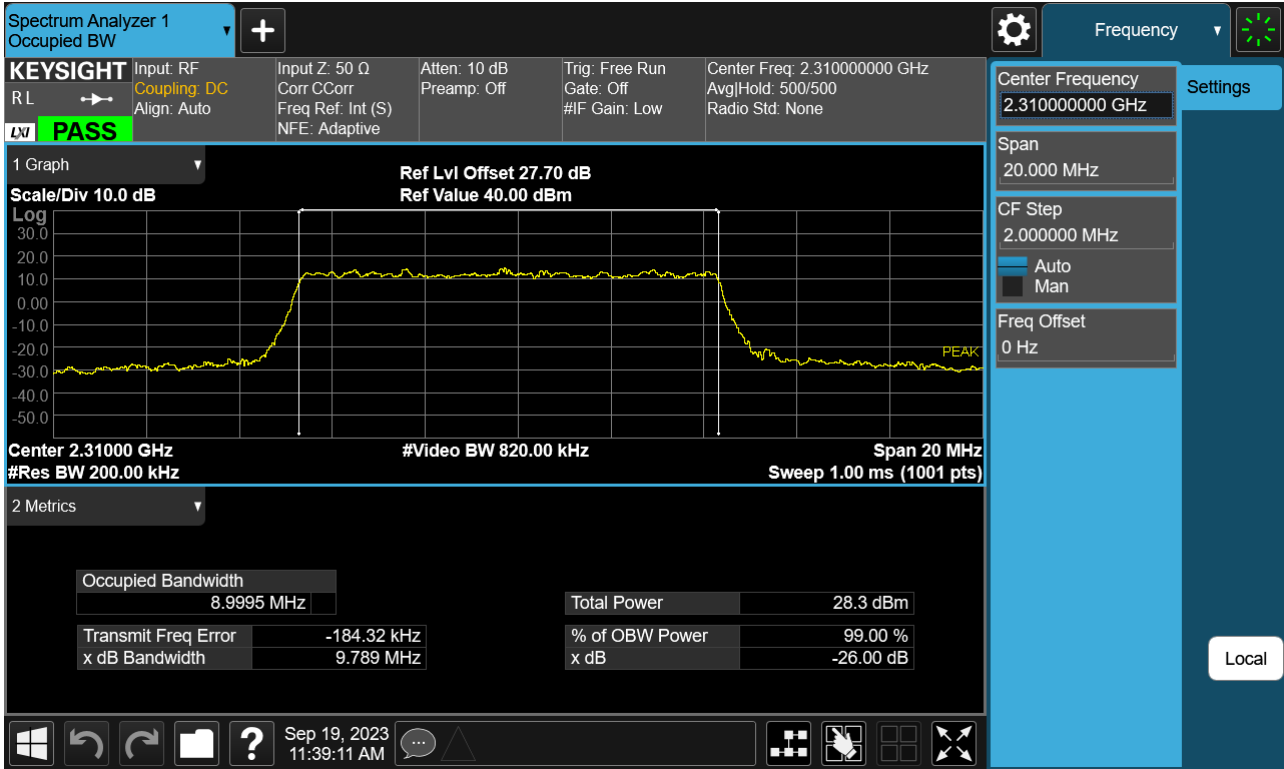 Spectrum Analyzer 1
Occupied BW
Frequency
KEYSIGHT
R L
LXI PASS
Input: RF
Coupling: DC
Align: Auto
Input Z: 50 Ω
Corr CCorr
Freq Ref: Int (S)
NFE: Adaptive
Atten: 10 dB
Preamp: Off
Trig: Free Run
Gate: Off
#IF Gain: Low
Center Freq: 2.310000000 GHz
Avg|Hold: 500/500
Radio Std: None
1 Graph
Scale/Div 10.0 dB
Ref Lvl Offset 27.70 dB
Ref Value 40.00 dBm
Log
30.0
20.0
10.0
0.00
-10.0
-20.0
-30.0
-40.0
-50.0
PEAK
Center 2.31000 GHz
#Res BW 200.00 kHz
#Video BW 820.00 kHz
Span 20 MHz
Sweep 1.00 ms (1001 pts)
2 Metrics
Occupied Bandwidth
8.9995 MHz
Transmit Freq Error -184.32 kHz
x dB Bandwidth 9.789 MHz
Total Power 28.3 dBm
% of OBW Power 99.00 %
x dB -26.00 dB
Center Frequency
2.310000000 GHz
Span
20.000 MHz
CF Step
2.000000 MHz
Auto
Man
Freq Offset
0 Hz
Settings
Local
?
Sep 19, 2023
11:39:11 AM